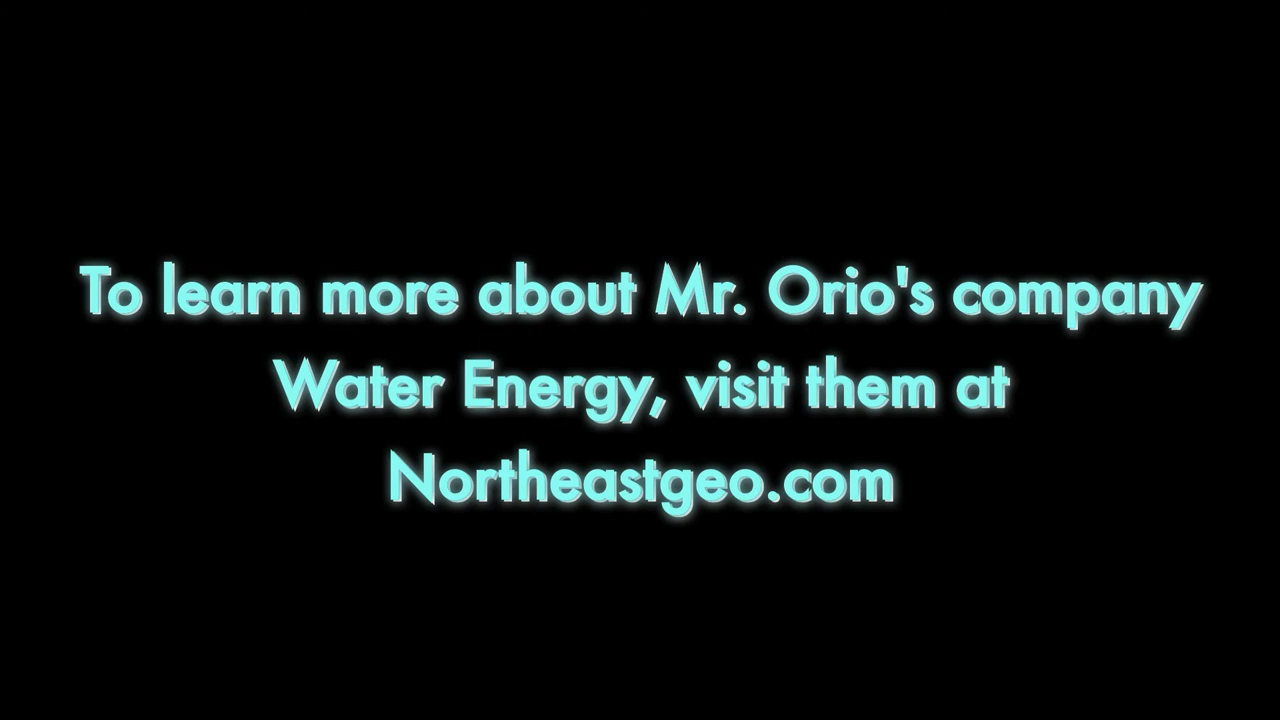 To learn more about Mr. Orio's company
Water Energy, visit them at
Northeastgeo.com